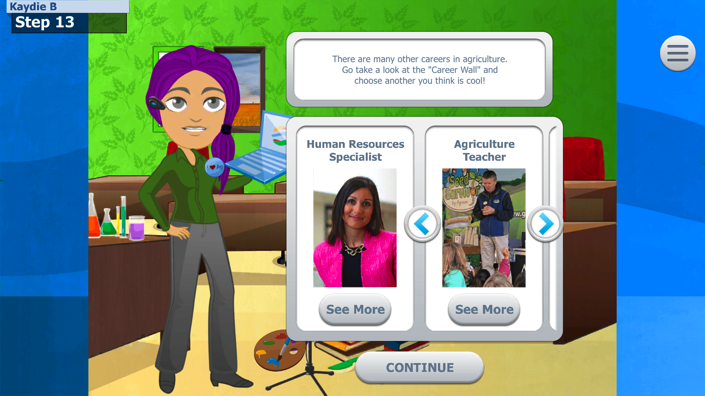 Kaydie B
Step 13
There are many other careers in agriculture.
Go take a look at the "Career Wall" and
choose another you think is cool!
Human Resources
Specialist
Agriculture
Teacher
See More
See More
CONTINUE